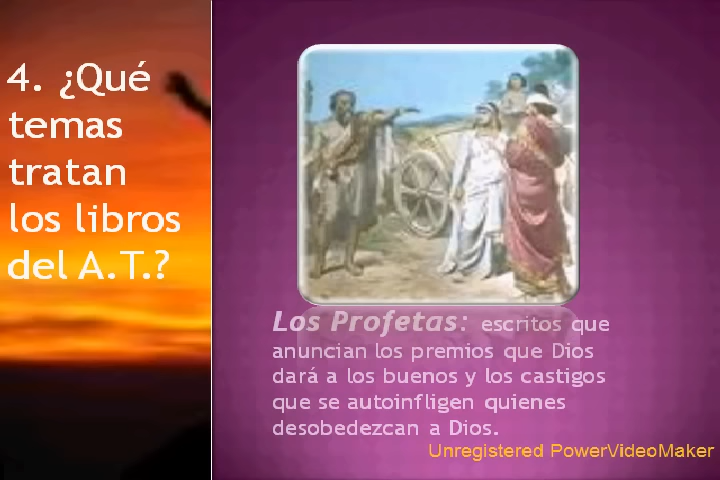 4. ¿Qué
temas
tratan
los libros
del A.T.?
Los Profetas: escritos que
anuncian los premios que Dios
dará a los buenos y los castigos
que se autoinfligen quienes
desobedezcan a Dios.
Unregistered PowerVideoMaker